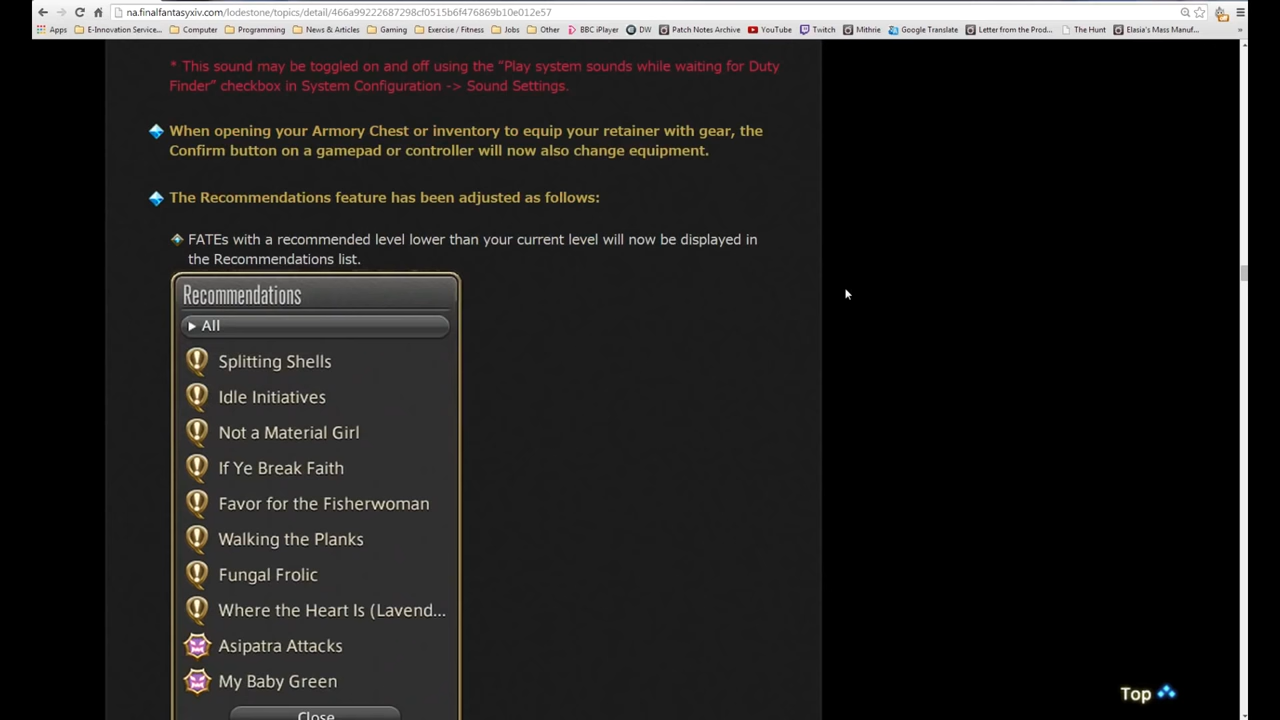 na.finalfantasyxiv.com/lodestone/topics/detail/466a99222687298cf0515b6f476869b10e012e57
Apps E-Innovation Service... Computer Programming News & Articles Gaming Exercise / Fitness Jobs Other BBC iPlayer DW Patch Notes Archive YouTube Twitch Mithrie Google Translate Letter from the Prod... The Hunt Elasia's Mass Manuf... »
* This sound may be toggled on and off using the "Play system sounds while waiting for Duty
Finder" checkbox in System Configuration -> Sound Settings.
When opening your Armory Chest or inventory to equip your retainer with gear, the
Confirm button on a gamepad or controller will now also change equipment.
The Recommendations feature has been adjusted as follows:
FATEs with a recommended level lower than your current level will now be displayed in
the Recommendations list.
Recommendations
All
Splitting Shells
Idle Initiatives
Not a Material Girl
If Ye Break Faith
Favor for the Fisherwoman
Walking the Planks
Fungal Frolic
Where the Heart Is (Lavend...
Asipatra Attacks
My Baby Green
Close
Top